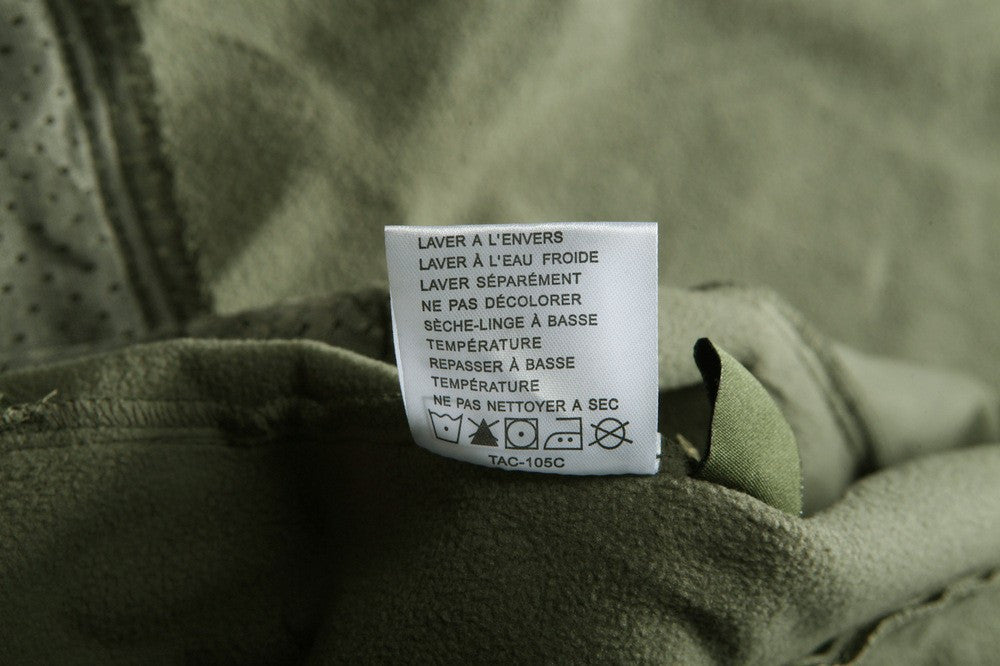 LAVER A L'ENVERS
LAVER À L'EAU FROIDE
LAVER SÉPARÉMENT
NE PAS DÉCOLORER
SÈCHE-LINGE À BASSE
TEMPÉRATURE
REPASSER À BASSE
TEMPÉRATURE
NE PAS NETTOYER A SEC
TAC-105C